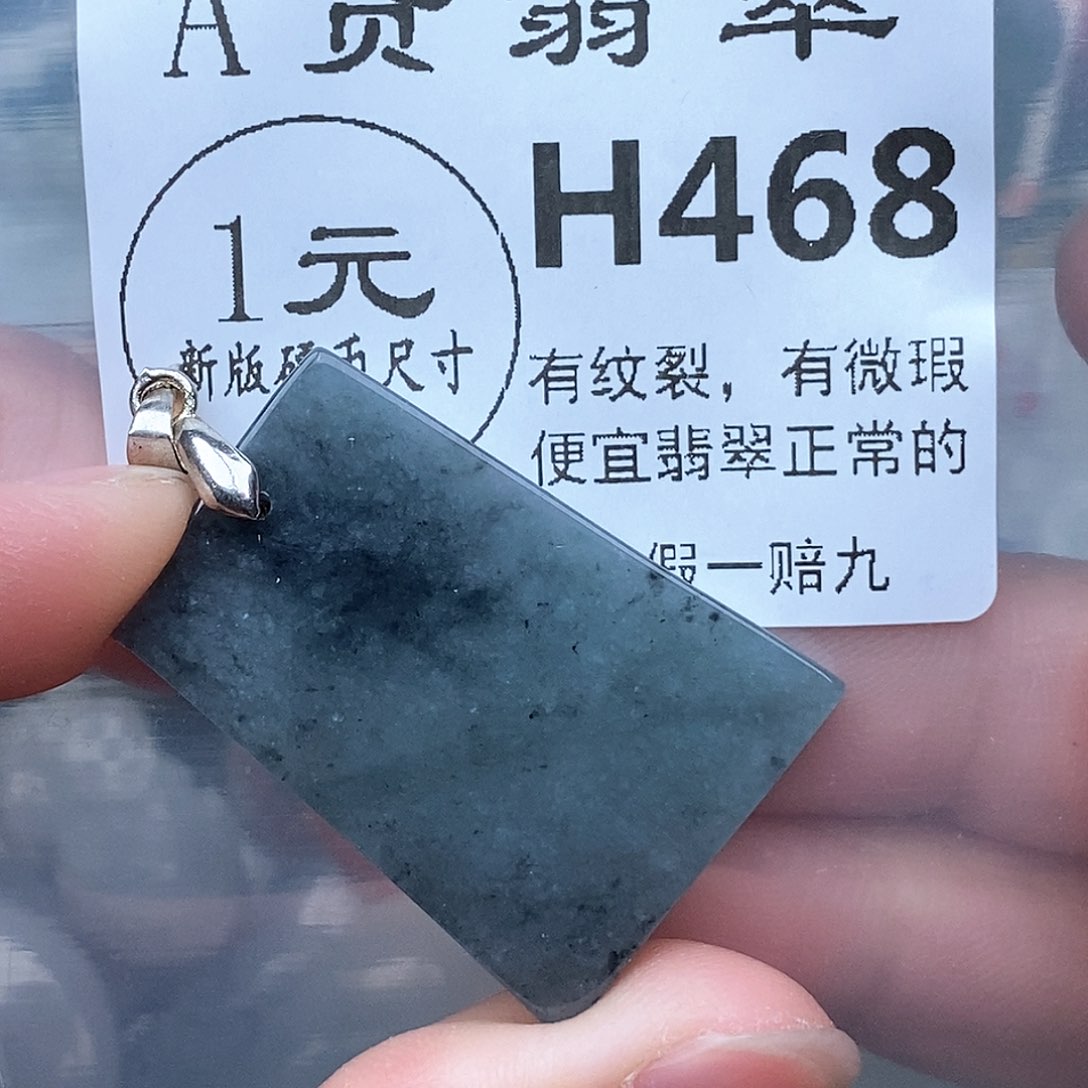 A货翡翠
H468
1元
新版硬币尺寸
有纹裂，有微瑕
便宜翡翠正常的
假一赔九